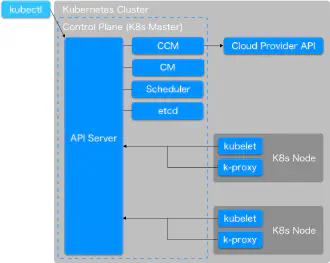 kubectl
Kubernetes Cluster
Control Plane (K8s Master)
CCM
Cloud Provider API
CM
Scheduler
etcd
API Server
kubelet
k-proxy
K8s Node
kubelet
k-proxy
K8s Node